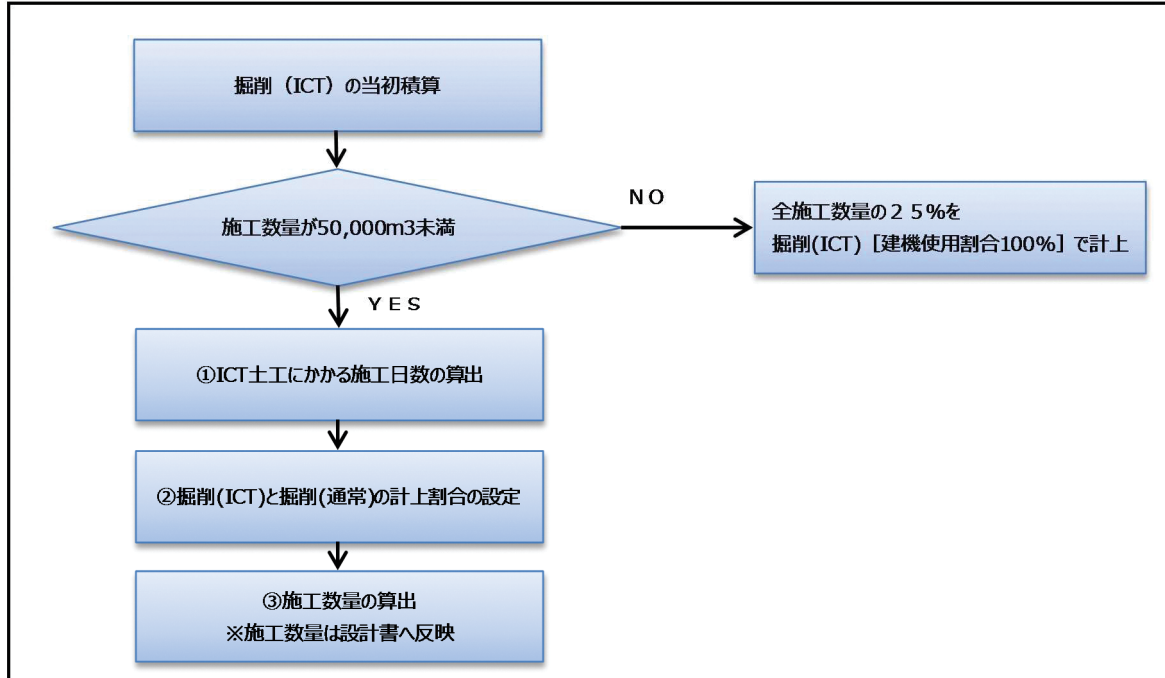 掘削（ICT）の当初積算
施工数量が50,000m3未満
ＮＯ
全施工数量の２５%を
掘削(ICT)［建機使用割合100%］で計上
ＹＥＳ
①ICT土工にかかる施工日数の算出
②掘削(ICT)と掘削(通常)の計上割合の設定
③施工数量の算出
※施工数量は設計書へ反映